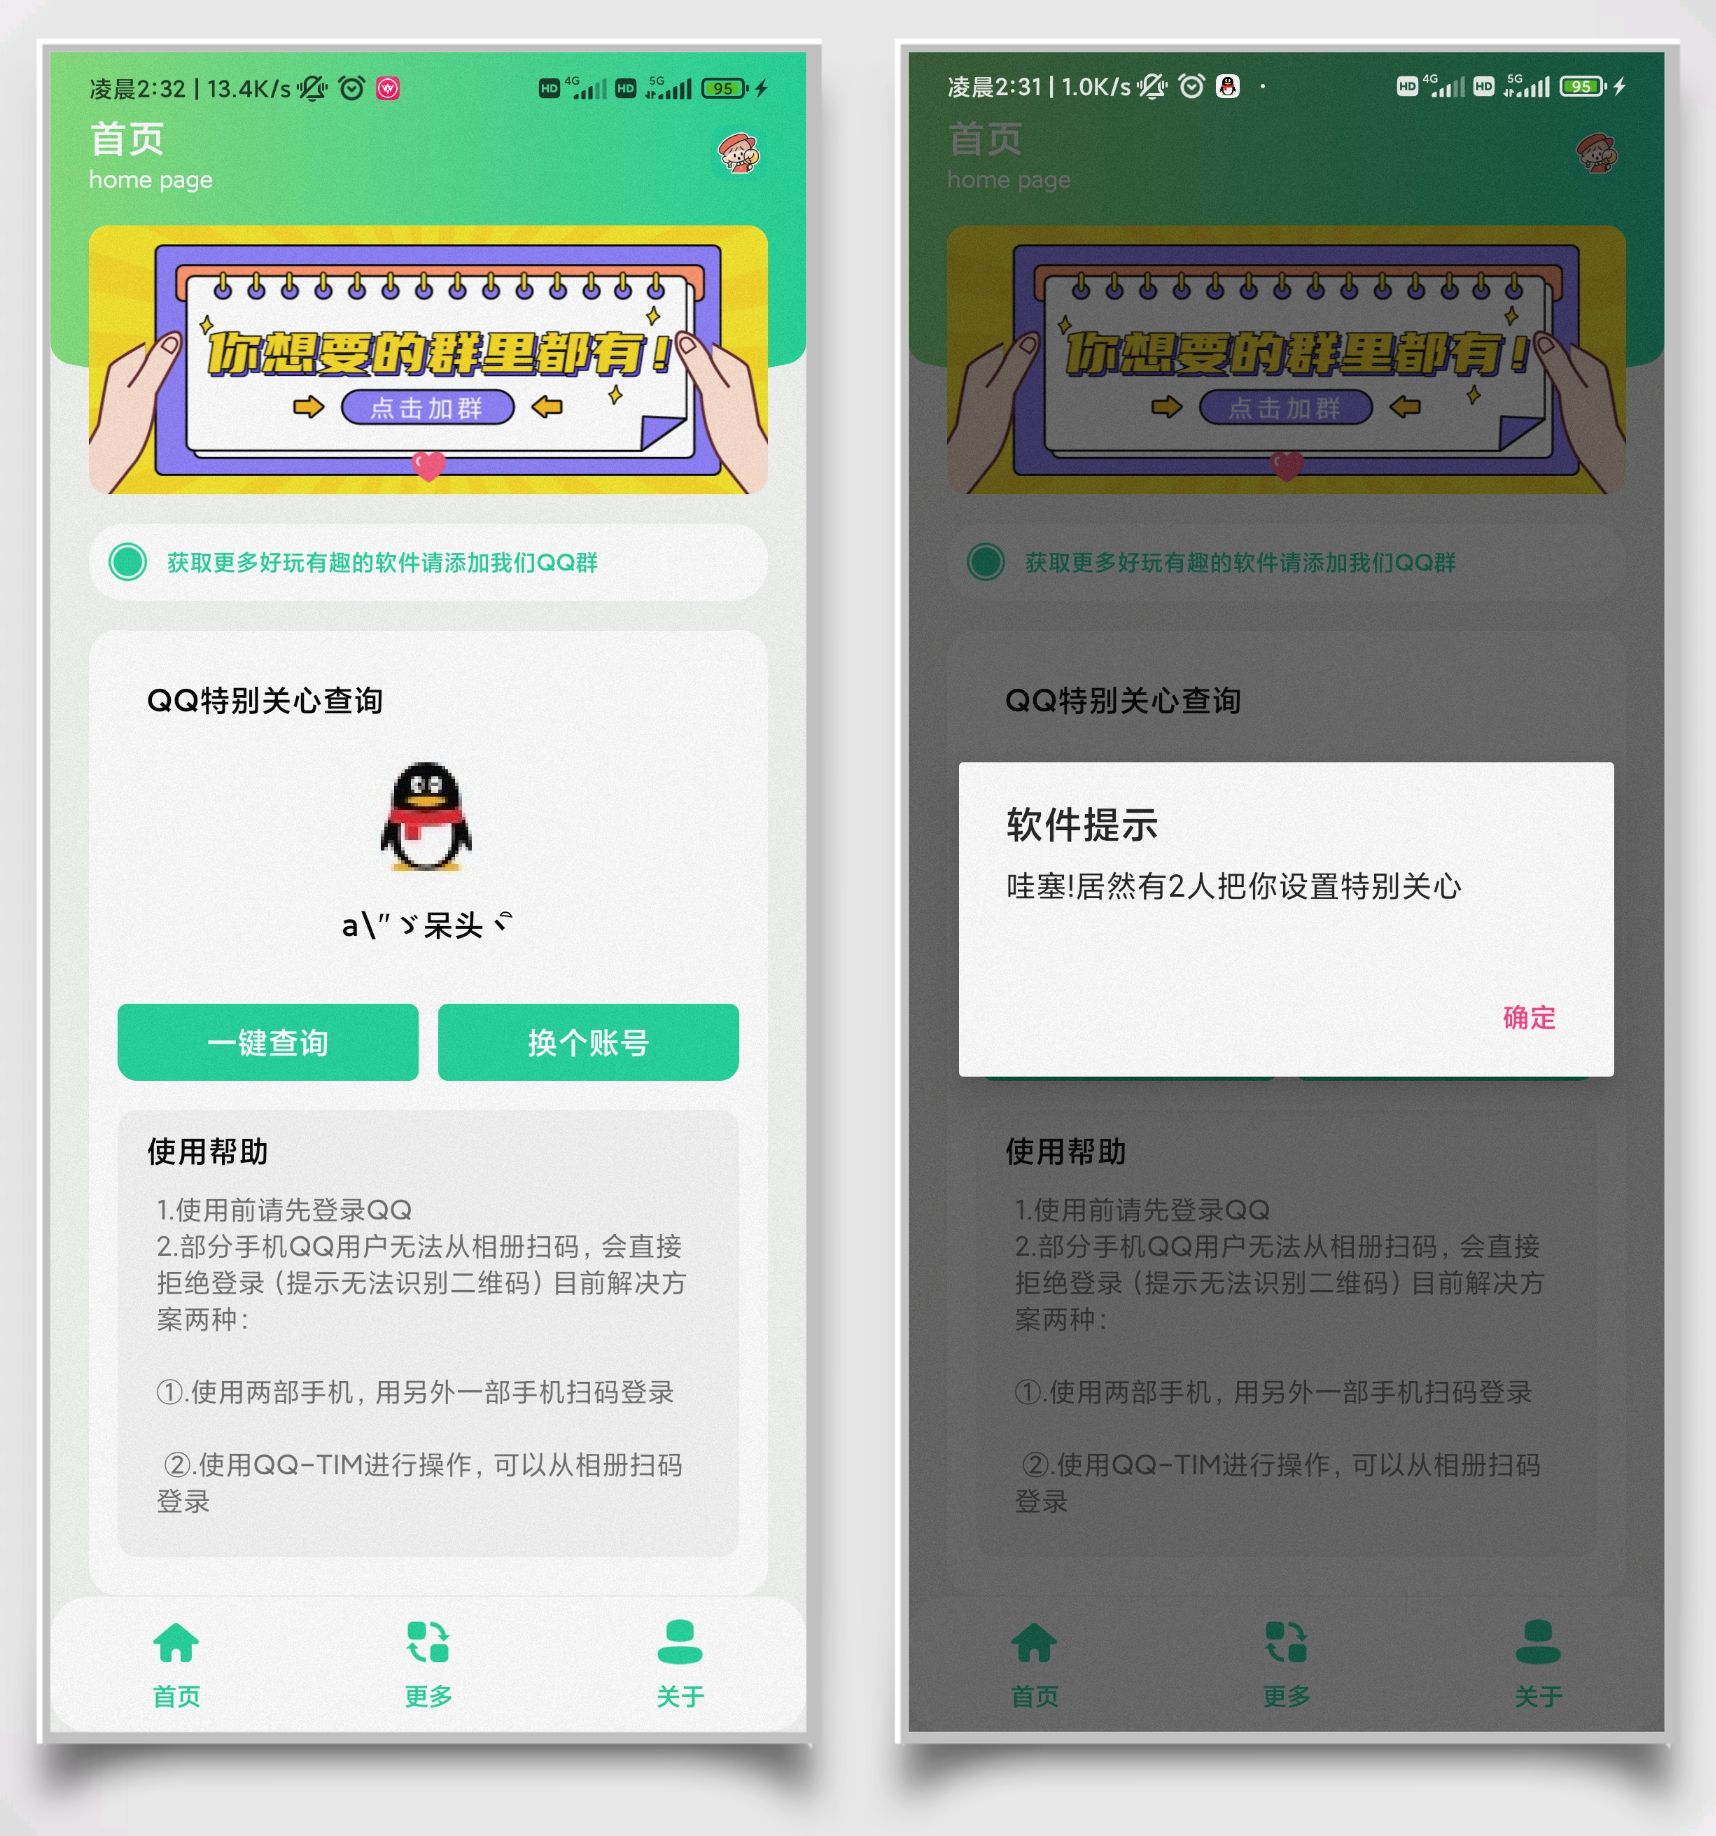 凌晨2:32 | 13.4K/s
HD 4G HD 5G 95
首页
home page
你想要的群里都有!
点击加群
获取更多好玩有趣的软件请添加我们QQ群
QQ特别关心查询
a\"ゞ呆头ヾ
一键查询
换个账号
使用帮助
1.使用前请先登录QQ
2.部分手机QQ用户无法从相册扫码, 会直接
拒绝登录 (提示无法识别二维码) 目前解决方
案两种:
①.使用两部手机, 用另外一部手机扫码登录
②.使用QQ-TIM进行操作, 可以从相册扫码
登录
首页
更多
关于
凌晨2:31 | 1.0K/s
HD 4G HD 5G 95
首页
home page
你想要的群里都有!
点击加群
获取更多好玩有趣的软件请添加我们QQ群
QQ特别关心查询
软件提示
哇塞!居然有2人把你设置特别关心
确定
使用帮助
1.使用前请先登录QQ
2.部分手机QQ用户无法从相册扫码, 会直接
拒绝登录 (提示无法识别二维码) 目前解决方
案两种:
①.使用两部手机, 用另外一部手机扫码登录
②.使用QQ-TIM进行操作, 可以从相册扫码
登录
首页
更多
关于